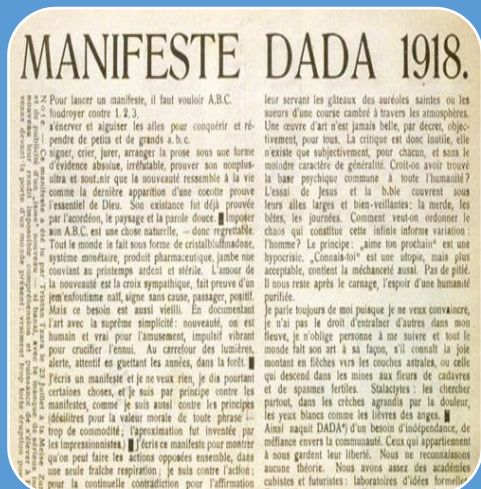 MANIFESTE DADA 1918.
Pour lancer un manifeste, il faut vouloir A.B.C.
foudroyer contre 1, 2, 3,
s'énerver et aiguiser les ailes pour conquérir et ré-
pendre de petits et de grands a. b. c.
signer, crier, jurer, arranger la prose sous une forme
d'évidence absolue, irréfutable, prouver son nonplus-
ultra et soutenir que la nouveauté ressemble à la vie
comme la dernière apparition d'une cocotte prouve
l'essentiel de Dieu. Son existance fut déjà prouvée
par l'accordéon, le paysage et la parole douce. Imposer
son A.B.C. est une chose naturelle, — donc regrettable.
Tout le monde le fait sous forme de cristalbluffmadone,
système monétaire, produit pharmaceutique, jambe nue
conviant au printemps ardent et stérile. L'amour de
la nouveauté est la croix sympathique, fait preuve d'un
jem'enfoutisme naïf, signe sans cause, passager, positif.
Mais ce besoin est aussi vieilli. En documentant
l'art avec la suprême simplicité: nouveauté, on est
humain et vrai pour l'amusement, impulsif vibrant
pour crucifier l'ennui. Au carrefour des lumières,
alerte, attentif en guettant les années, dans la forêt.
J'écris un manifeste et je ne veux rien, je dis pourtant
certaines choses, et je suis par principe contre les
manifestes, comme je suis aussi contre les principes
(désilitres pour la valeur morale de toute phrase —
de commodité; l'approximation fut inventée par
les impressionnistes.) J'écris ce manifeste pour montrer
qu'on peut faire les actions opposées ensemble, dans
une seule fraîche respiration; je suis contre l'action;
pour la continuelle contradiction pour l'affirmation
leur servant les gâteaux des auréoles saintes ou les
sueurs d'une course cambré à travers les atmosphères.
Une œuvre d'art n'est jamais belle, par decret, objec-
tivement, pour tous. La critique est donc inutile, elle
n'existe que subjectivement, pour chacun, et sans le
moindre caractère de généralité. Croit-on avoir trouvé
la base psychique commune à toute l'humanité?
L'essai de Jesus et la bible couvrent sous
leurs ailes larges et bien-veillantes: la merde, les
bêtes, les journées. Comment veut-on ordonner le
chaos qui constitue cette infinie informe variation:
l'homme? Le principe: „aime ton prochain" est une
hypocrisie. „Connais-toi" est une utopie, mais plus
acceptable, contient la méchanceté aussi. Pas de pitié.
Il nous reste après le carnage, l'espoir d'une humanité
purifiée.
Je parle toujours de moi puisque je ne veux convaincre,
je n'ai pas le droit d'entraîner d'autres dans mon
fleuve, je n'oblige personne à me suivre et tout le
monde fait son art à sa façon, s'il connaît la joie
montant en flèches vers les couches astrales, ou celle
qui descend dans les mines aux fleurs de cadavres
et de spasmes fertiles. Stalactytes: les chercher
partout, dans les crèches agrandis par la douleur,
les yeux blancs comme les lièvres des anges.
Ainsi naquit DADA*) d'un besoin d'indépendance, de
méfiance envers la communauté. Ceux qui appartiennent
à nous gardent leur liberté. Nous ne reconaissons
aucune théorie. Nous avons assez des académies
cubistes et futuristes: laboratoires d'idées formelles